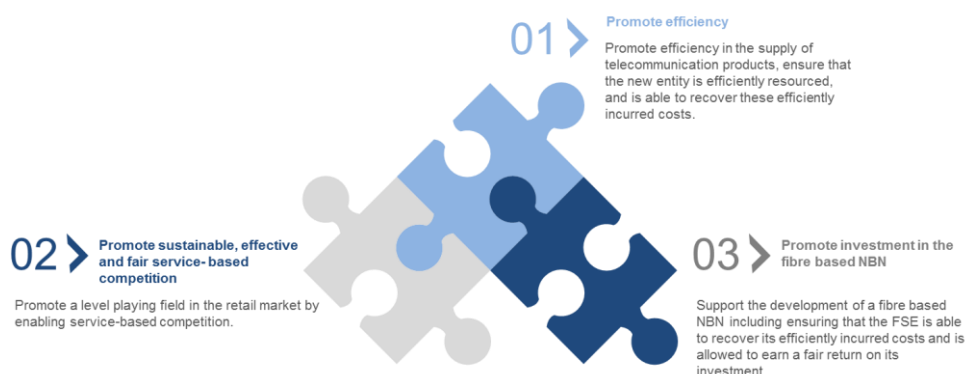 01
Promote efficiency
Promote efficiency in the supply of
telecommunication products, ensure that
the new entity is efficiently resourced,
and is able to recover these efficiently
incurred costs.
02
Promote sustainable, effective
and fair service- based
competition
Promote a level playing field in the retail market by
enabling service-based competition.
03
Promote investment in the
fibre based NBN
Support the development of a fibre based
NBN including ensuring that the FSE is able
to recover its efficiently incurred costs and is
allowed to earn a fair return on its
investment